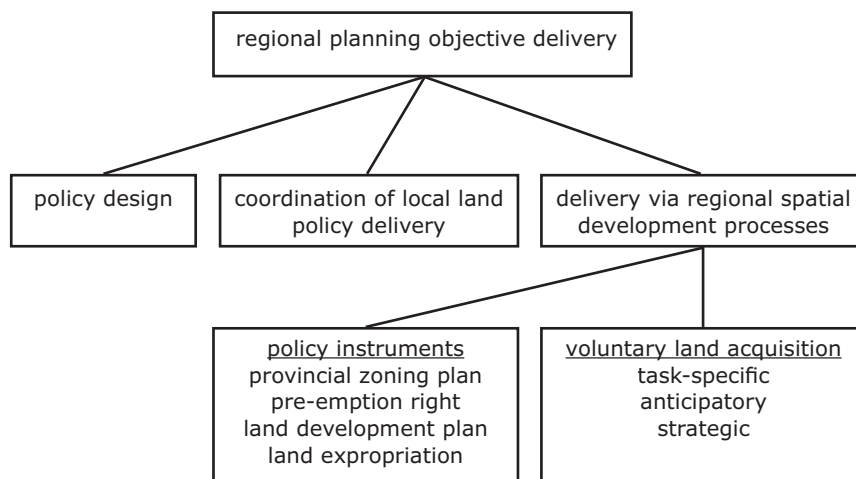 regional planning objective delivery
policy design
coordination of local land
policy delivery
delivery via regional spatial
development processes
policy instruments
provincial zoning plan
pre-emption right
land development plan
land expropriation
voluntary land acquisition
task-specific
anticipatory
strategic